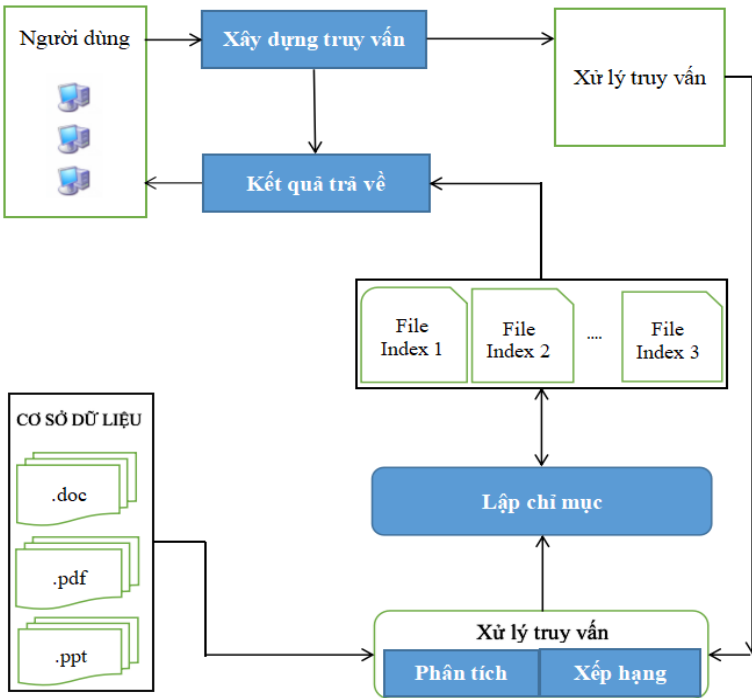 Người dùng
Xây dựng truy vấn
Xử lý truy vấn
Kết quả trả về
File
Index 1
File
Index 2
....
File
Index 3
CƠ SỞ DỮ LIỆU
.doc
.pdf
.ppt
Lập chỉ mục
Xử lý truy vấn
Phân tích
Xếp hạng